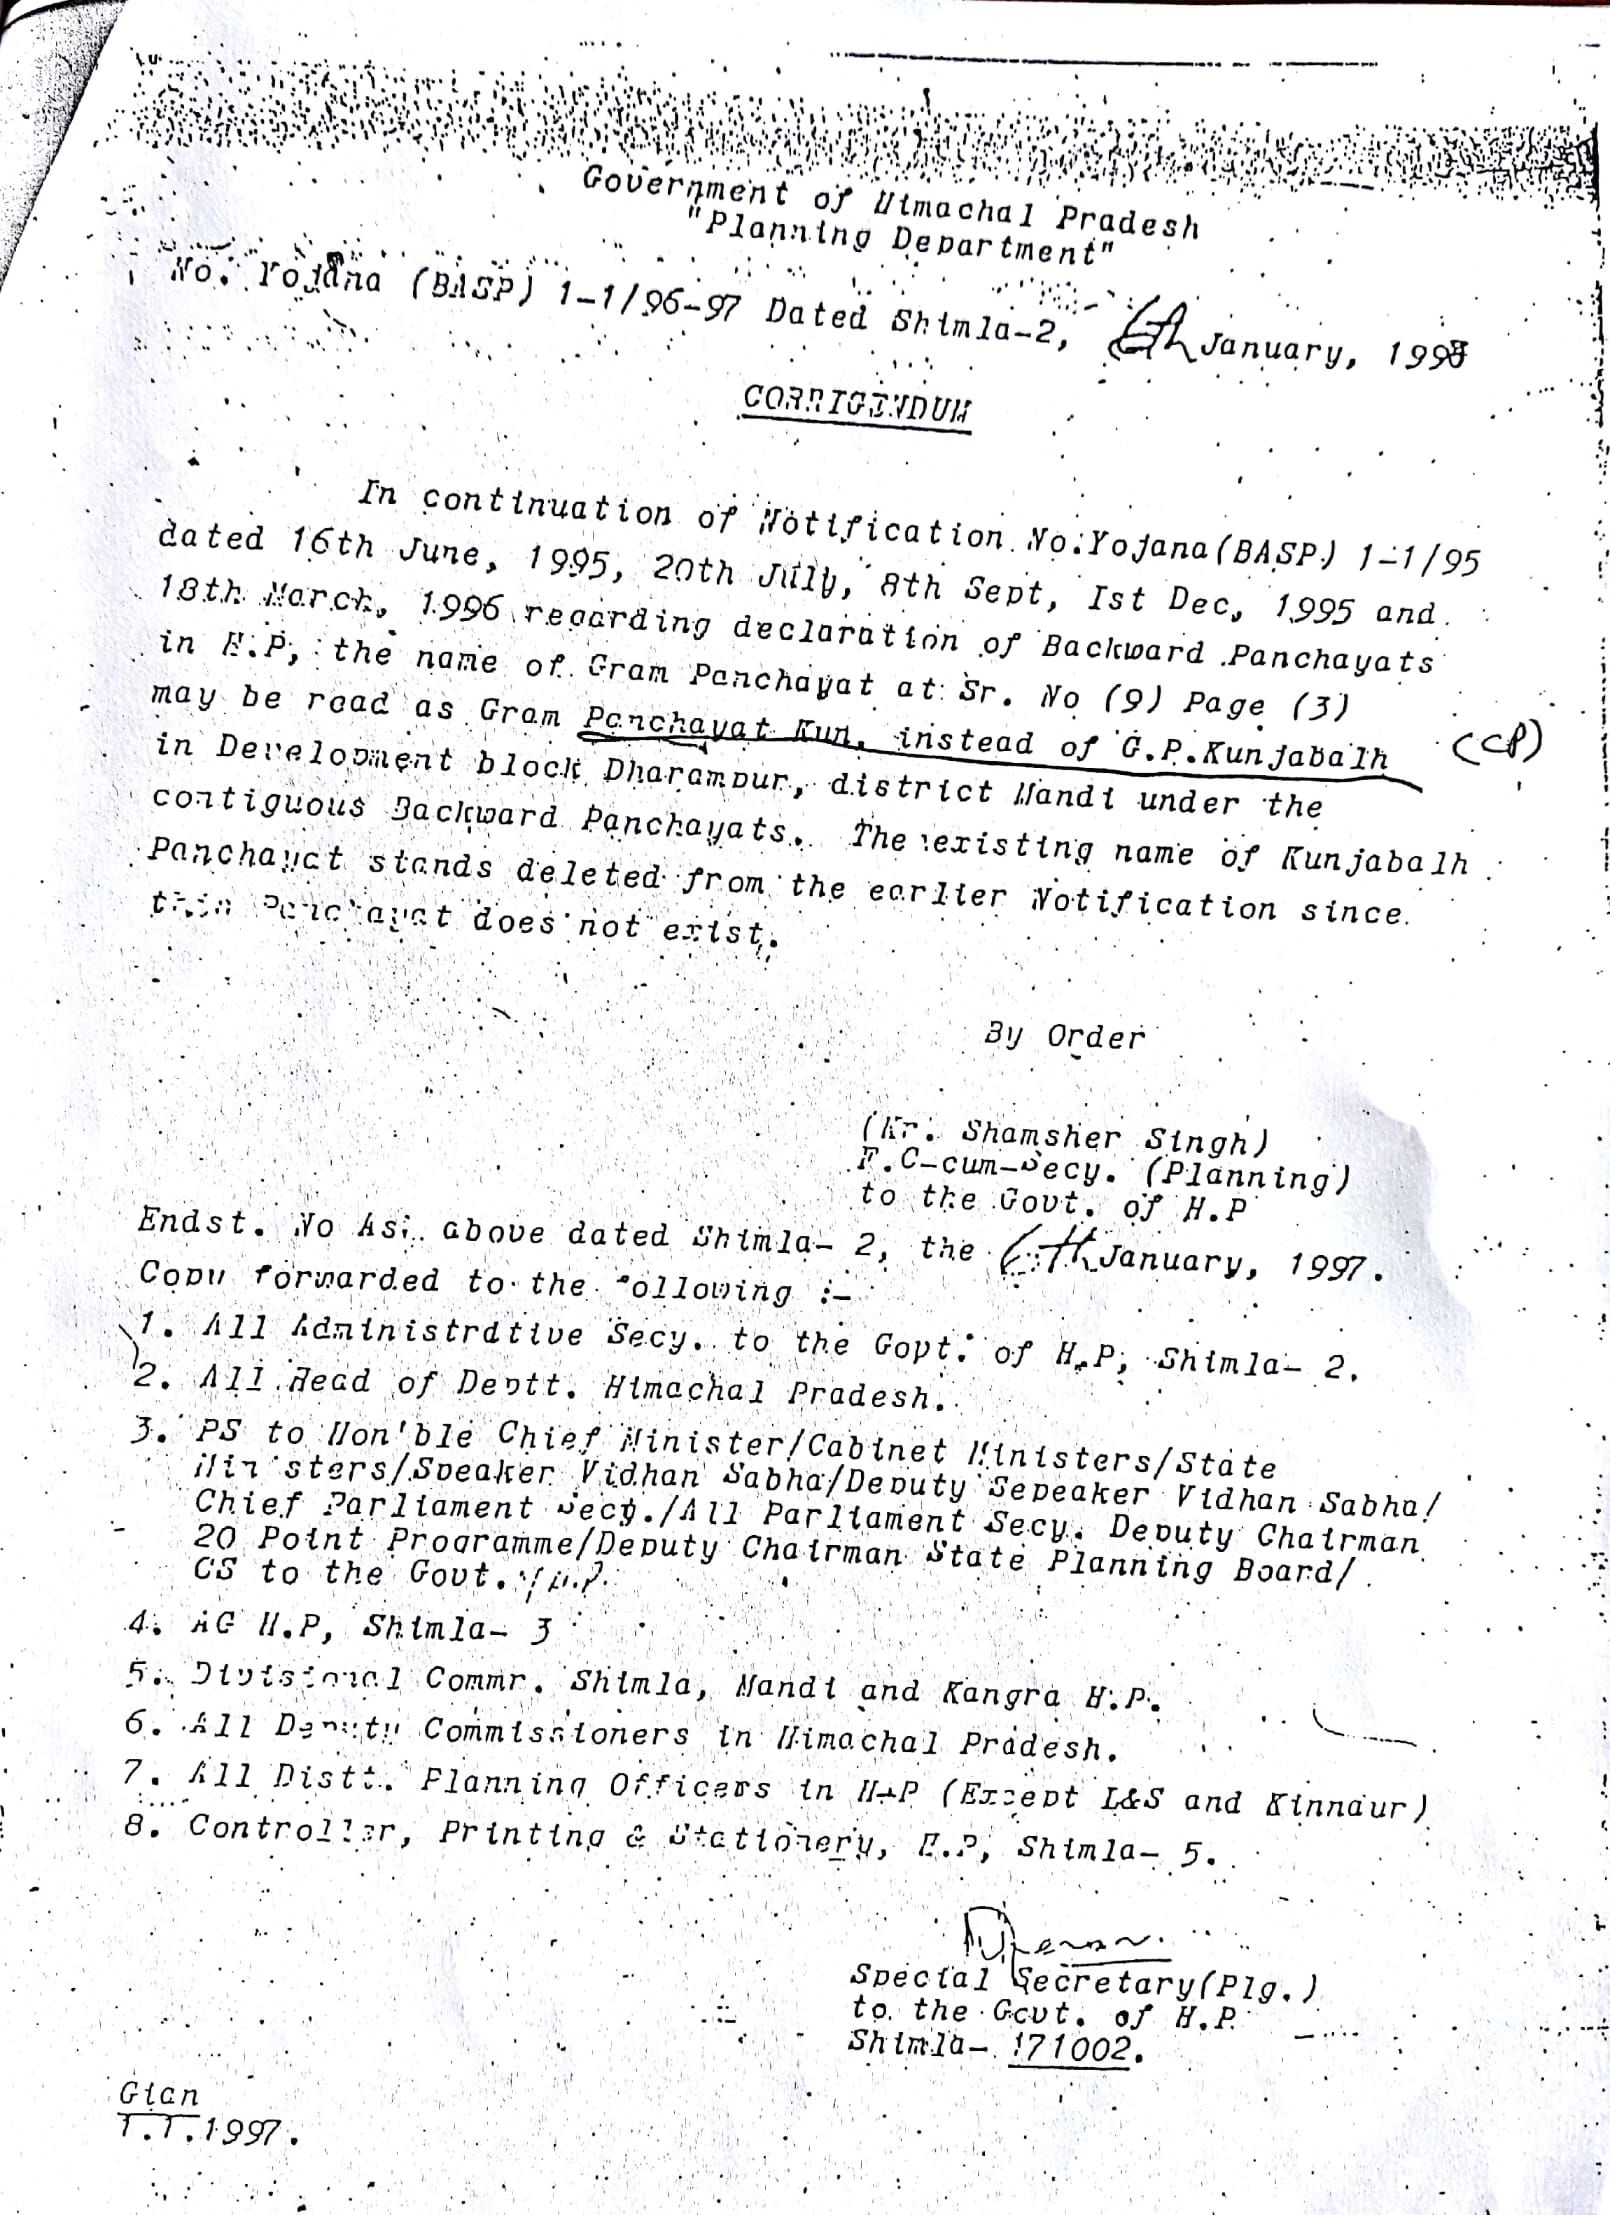 Government of Himachal Pradesh
"Planning Department"
No. Yojana (BASP) 1-1/96-97 Dated Shimla-2, 6th January, 199
CORRIGENDUM
In continuation of Notification No.Yojana(BASP) 1-1/95
dated 16th June, 1995, 20th July, 8th Sept, Ist Dec, 1995 and
18th March, 1996 regarding declaration of Backward Panchayats
in H.P, the name of Gram Panchayat at Sr. No (9) Page (3)
may be read as Gram Panchayat Kun, instead of G.P.Kunjabalh (CP)
in Development block Dharampur, district Mandi under the
contiguous Backward Panchayats. The existing name of Kunjabalh
Panchayat stands deleted from the earlier Notification since
this Panchayat does not exist.
By Order
(Kr. Shamsher Singh)
F.C-cum-Secy. (Planning)
to the Govt. of H.P
Endst. No As above dated Shimla- 2, the 6th January, 1997.
Copy forwarded to the following :-
1. All Administrative Secy. to the Govt. of H.P, Shimla- 2.
2. All Head of Deptt. Himachal Pradesh.
3. PS to Hon'ble Chief Minister/Cabinet Ministers/State
Ministers/Speaker Vidhan Sabha/Deputy Sepeaker Vidhan Sabha/
Chief Parliament Secy./All Parliament Secy. Deputy Chairman
20 Point Programme/Deputy Chairman State Planning Board/
CS to the Govt. H.P.
4. AG H.P, Shimla- 3
5. Divisional Commr. Shimla, Mandi and Kangra H.P.
6. All Deputy Commissioners in Himachal Pradesh.
7. All Distt. Planning Officers in H.P (Except L&S and Kinnaur)
8. Controller, Printing & Stationery, H.P, Shimla- 5.
Special Secretary(Plg.)
to the Govt. of H.P
Shimla- 171002.
Gian
1.1.1997.